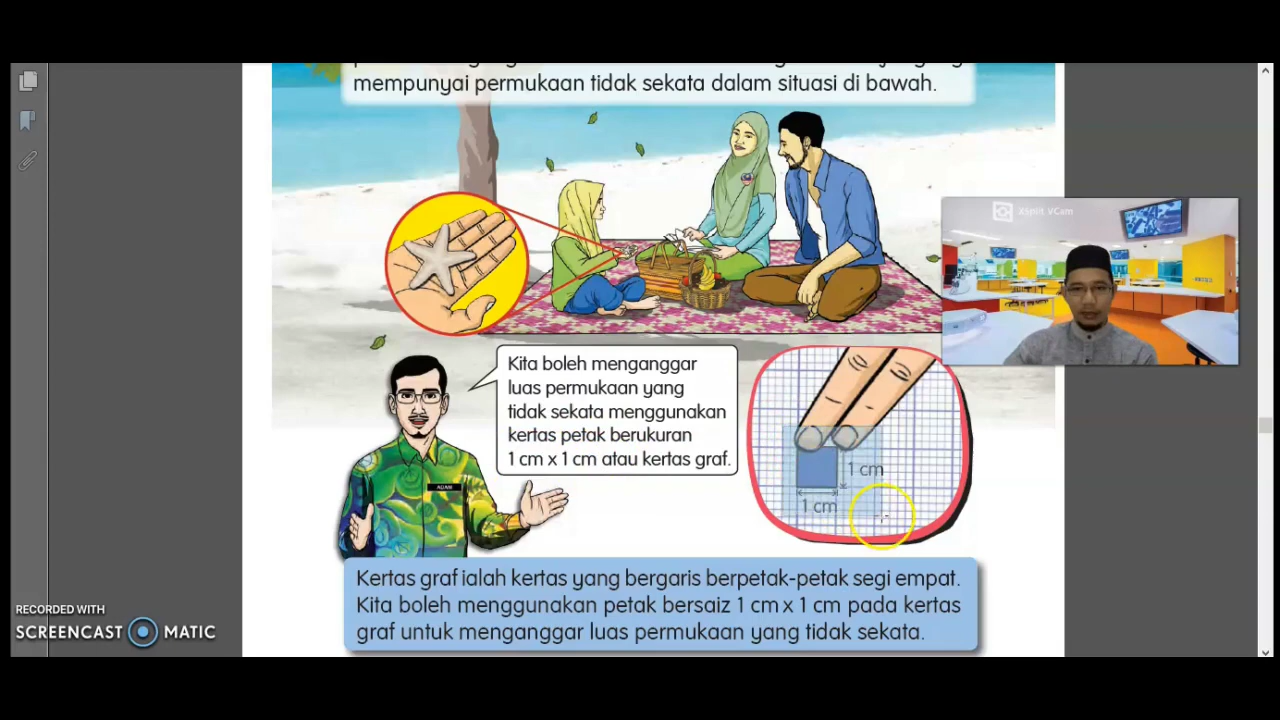 mempunyai permukaan tidak sekata dalam situasi di bawah.
XSplit VCam
Kita boleh menganggar
luas permukaan yang
tidak sekata menggunakan
kertas petak berukuran
1 cm x 1 cm atau kertas graf.
1 cm
1 cm
Kertas graf ialah kertas yang bergaris berpetak-petak segi empat.
Kita boleh menggunakan petak bersaiz 1 cm x 1 cm pada kertas
graf untuk menganggar luas permukaan yang tidak sekata.
RECORDED WITH
SCREENCAST MATIC